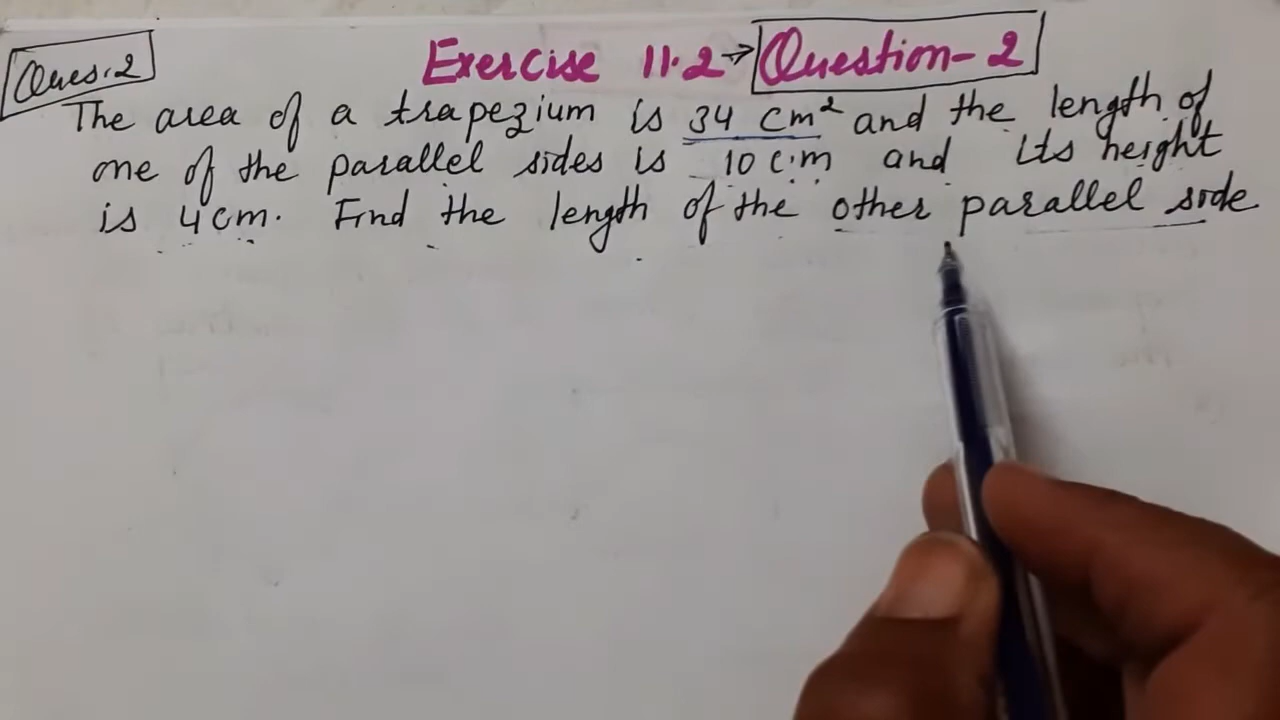 Ques.2
Exercise 11.2 → Question-2
The area of a trapezium is 34 cm² and the length of
one of the parallel sides is 10 cm and its height
is 4cm. Find the length of the other parallel side